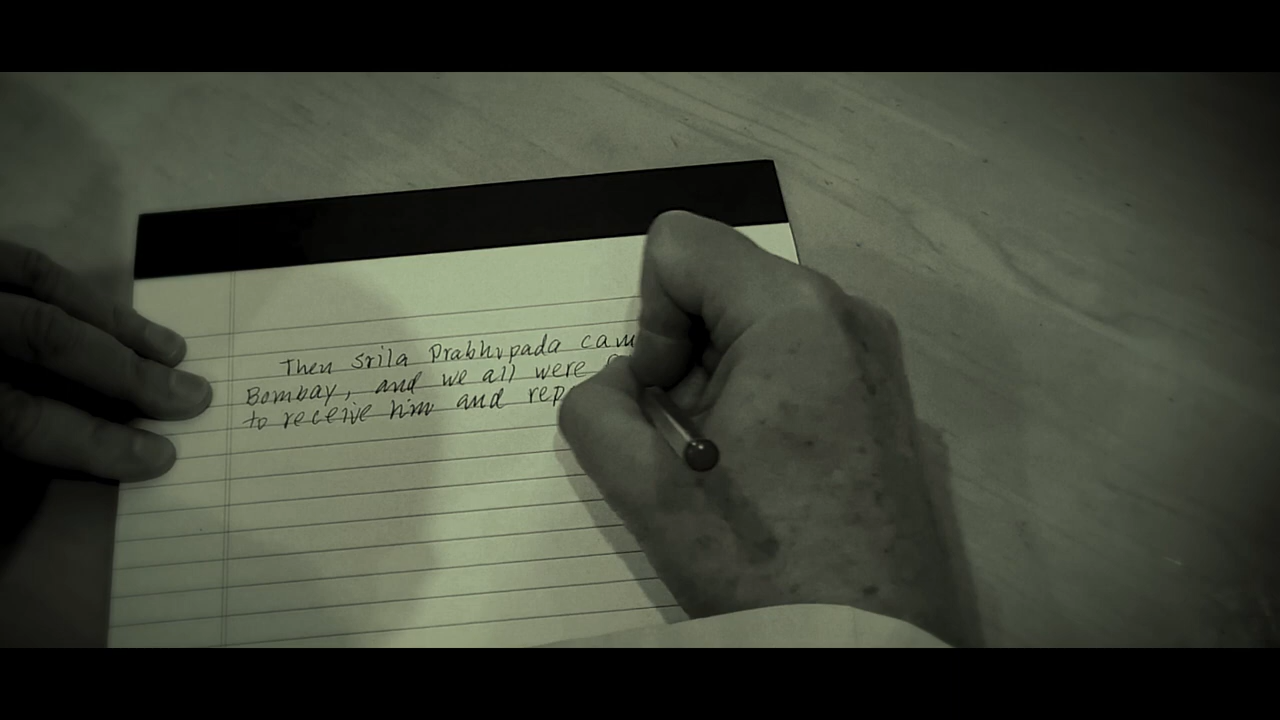 Then Srila Prabhupada
Bombay, and we all were
to receive him and